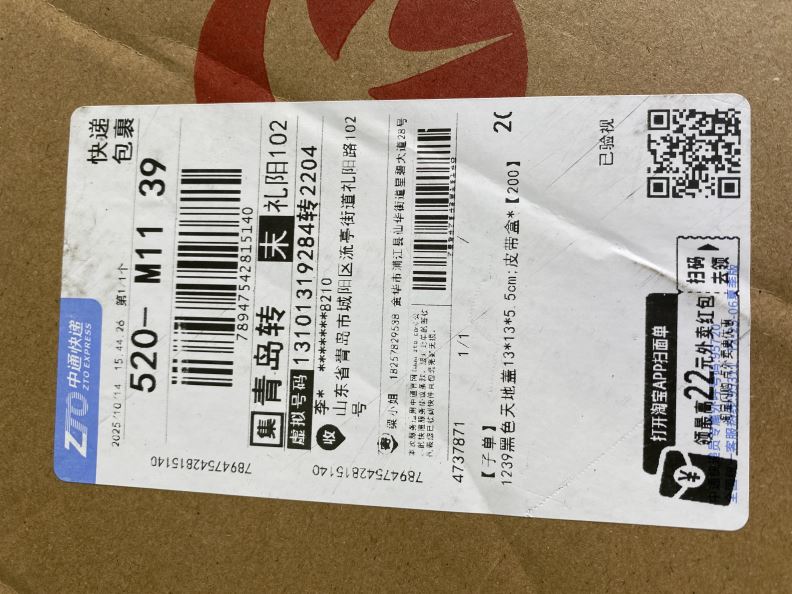 中通快递
ZTO EXPRESS
快递
包裹
2025/10/14 15:44:26 第1/1个
520- M11 39
78947542815140
集 青岛转 末 礼阳102
虚拟号码 13101319284转2204
收 李* *******8210
山东省青岛市城阳区流亭街道礼阳路102
号
梁小姐 18257829588 金华市浦江县仙华街道星碧大道28号
78947542815140
78947542815140
4737871 1/1 /
【子单】
1239黑色天地蓋13*13*5.5cm;皮带盒*【200】
20
已验视
打开淘宝APP扫面单
领最高22元外卖红包
扫码
去领